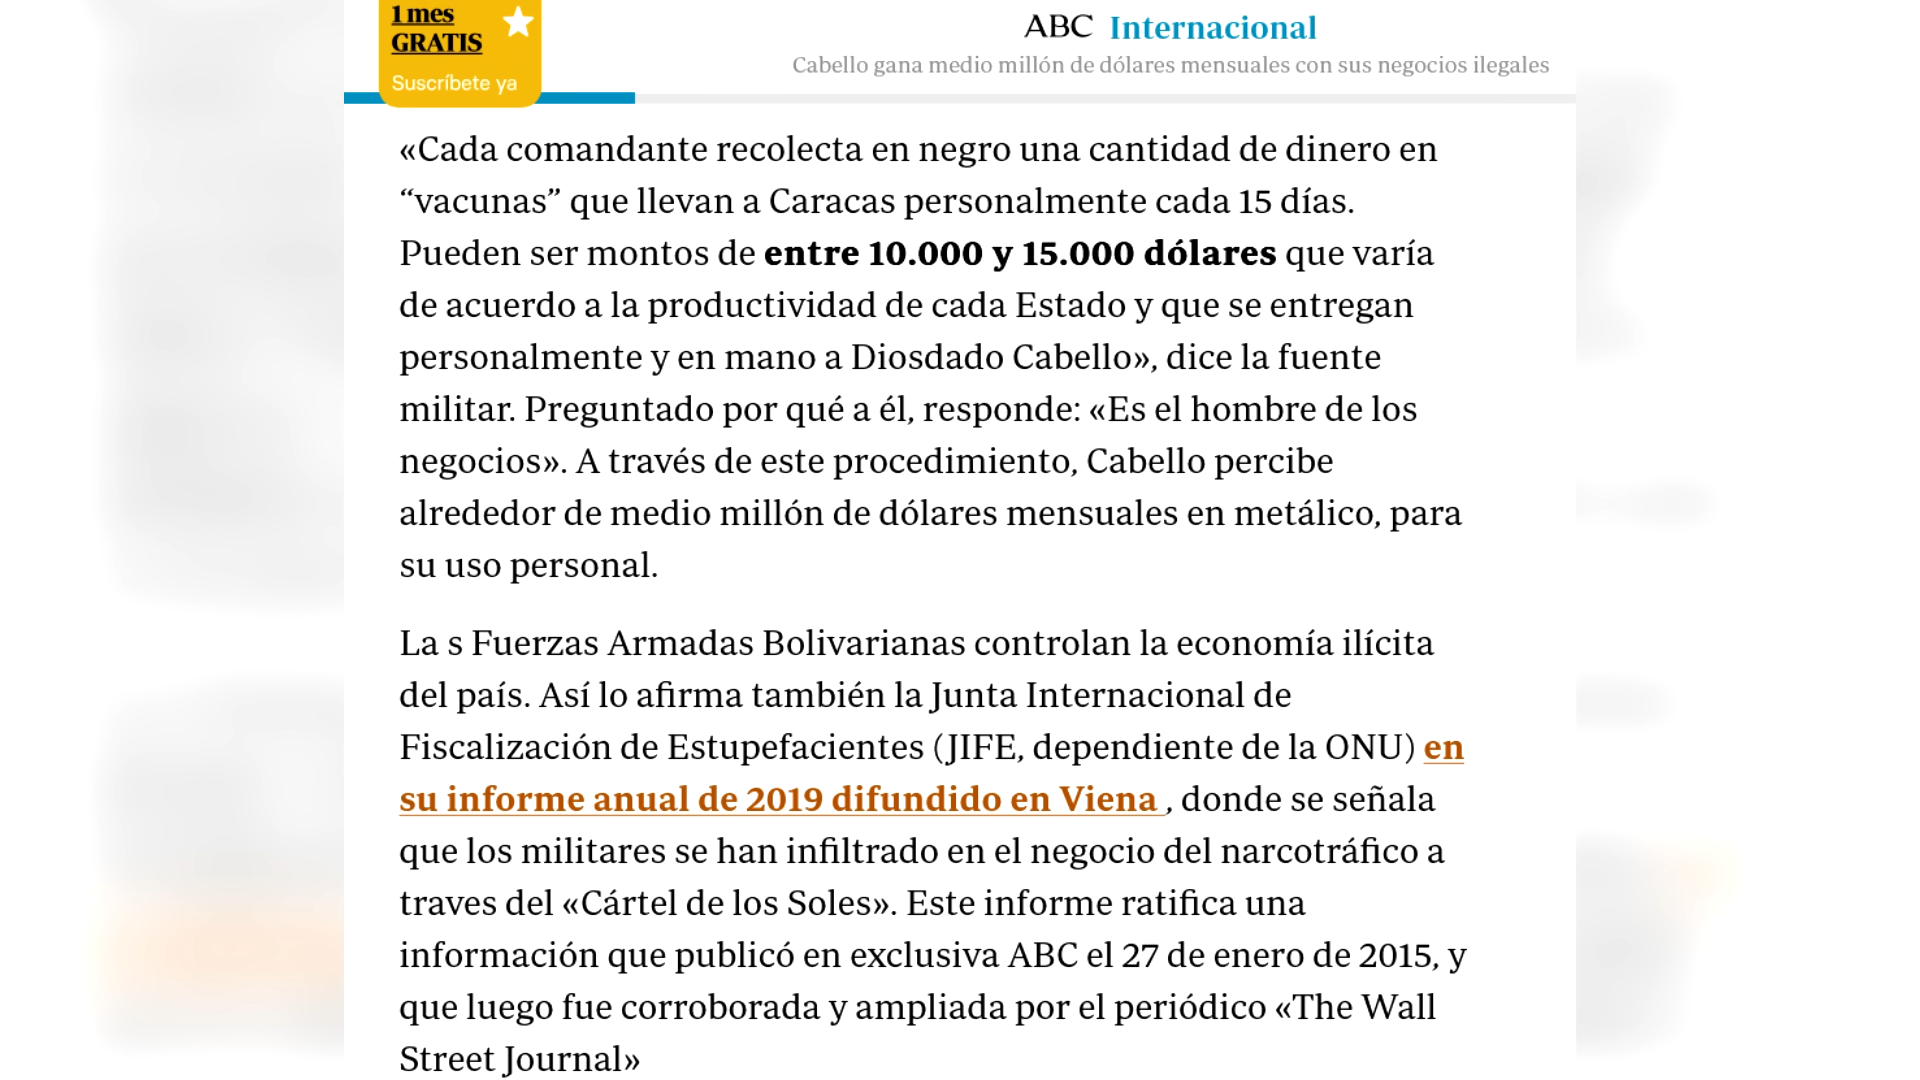 1 mes
GRATIS
Suscríbete ya
ABC Internacional
Cabello gana medio millón de dólares mensuales con sus negocios ilegales
«Cada comandante recolecta en negro una cantidad de dinero en
“vacunas” que llevan a Caracas personalmente cada 15 días.
Pueden ser montos de entre 10.000 y 15.000 dólares que varía
de acuerdo a la productividad de cada Estado y que se entregan
personalmente y en mano a Diosdado Cabello», dice la fuente
militar. Preguntado por qué a él, responde: «Es el hombre de los
negocios». A través de este procedimiento, Cabello percibe
alrededor de medio millón de dólares mensuales en metálico, para
su uso personal.
La s Fuerzas Armadas Bolivarianas controlan la economía ilícita
del país. Así lo afirma también la Junta Internacional de
Fiscalización de Estupefacientes (JIFE, dependiente de la ONU) en
su informe anual de 2019 difundido en Viena , donde se señala
que los militares se han infiltrado en el negocio del narcotráfico a
traves del «Cártel de los Soles». Este informe ratifica una
información que publicó en exclusiva ABC el 27 de enero de 2015, y
que luego fue corroborada y ampliada por el periódico «The Wall
Street Journal»